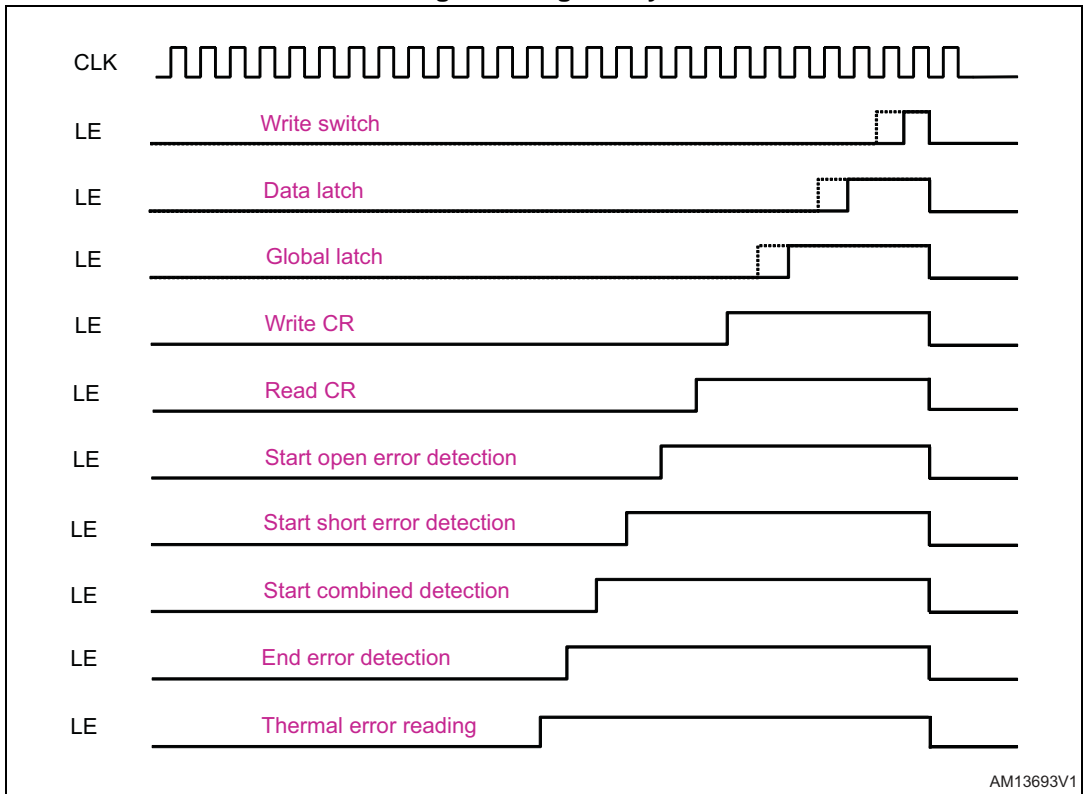 CLK
LE Write switch
LE Data latch
LE Global latch
LE Write CR
LE Read CR
LE Start open error detection
LE Start short error detection
LE Start combined detection
LE End error detection
LE Thermal error reading
AM13693V1